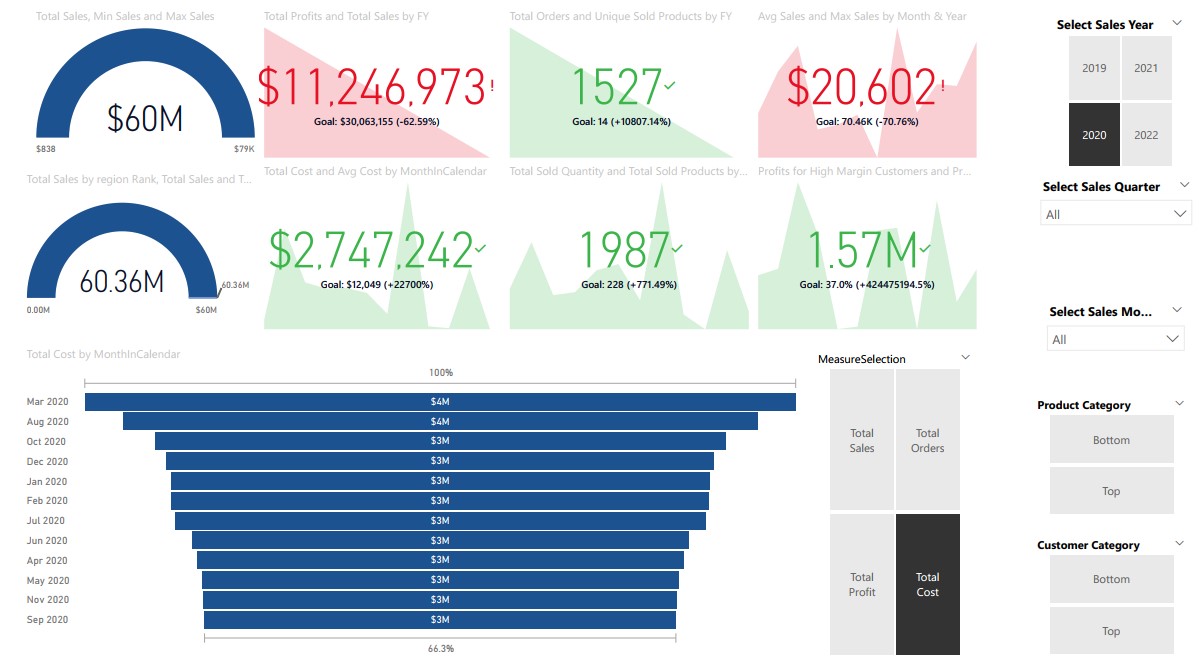 Total Sales, Min Sales and Max Sales
$60M
$838
$79K
Total Profits and Total Sales by FY
$11,246,973!
Goal: $30,063,155 (-62.59%)
Total Orders and Unique Sold Products by FY
1527✓
Goal: 14 (+10807.14%)
Avg Sales and Max Sales by Month & Year
$20,602!
Goal: 70.46K (-70.76%)
Total Sales by region Rank, Total Sales and T...
60.36M
60.36M
0.00M
$60M
Total Cost and Avg Cost by MonthInCalendar
$2,747,242✓
Goal: $12,049 (+22700%)
Total Sold Quantity and Total Sold Products by...
1987✓
Goal: 228 (+771.49%)
Profits for High Margin Customers and Pr...
1.57M✓
Goal: 37.0% (+424475194.5%)
Total Cost by MonthInCalendar
100%
Mar 2020 $4M
Aug 2020 $4M
Oct 2020 $3M
Dec 2020 $3M
Jan 2020 $3M
Feb 2020 $3M
Jul 2020 $3M
Jun 2020 $3M
Apr 2020 $3M
May 2020 $3M
Nov 2020 $3M
Sep 2020 $3M
66.3%
MeasureSelection
Total
Sales
Total
Orders
Total
Profit
Total
Cost
Select Sales Year
2019
2021
2020
2022
Select Sales Quarter
All
Select Sales Mo...
All
Product Category
Bottom
Top
Customer Category
Bottom
Top